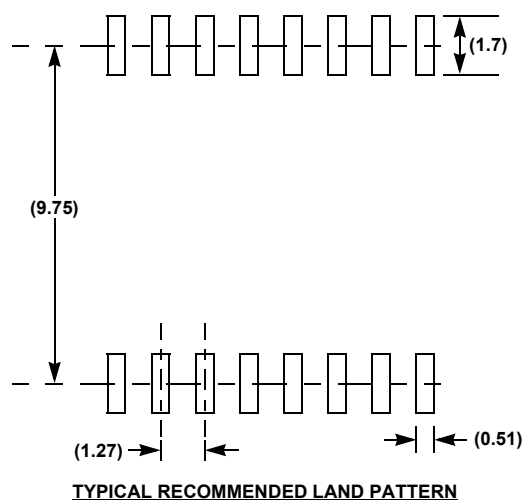 (1.7)
(9.75)
(1.27)
(0.51)
TYPICAL RECOMMENDED LAND PATTERN